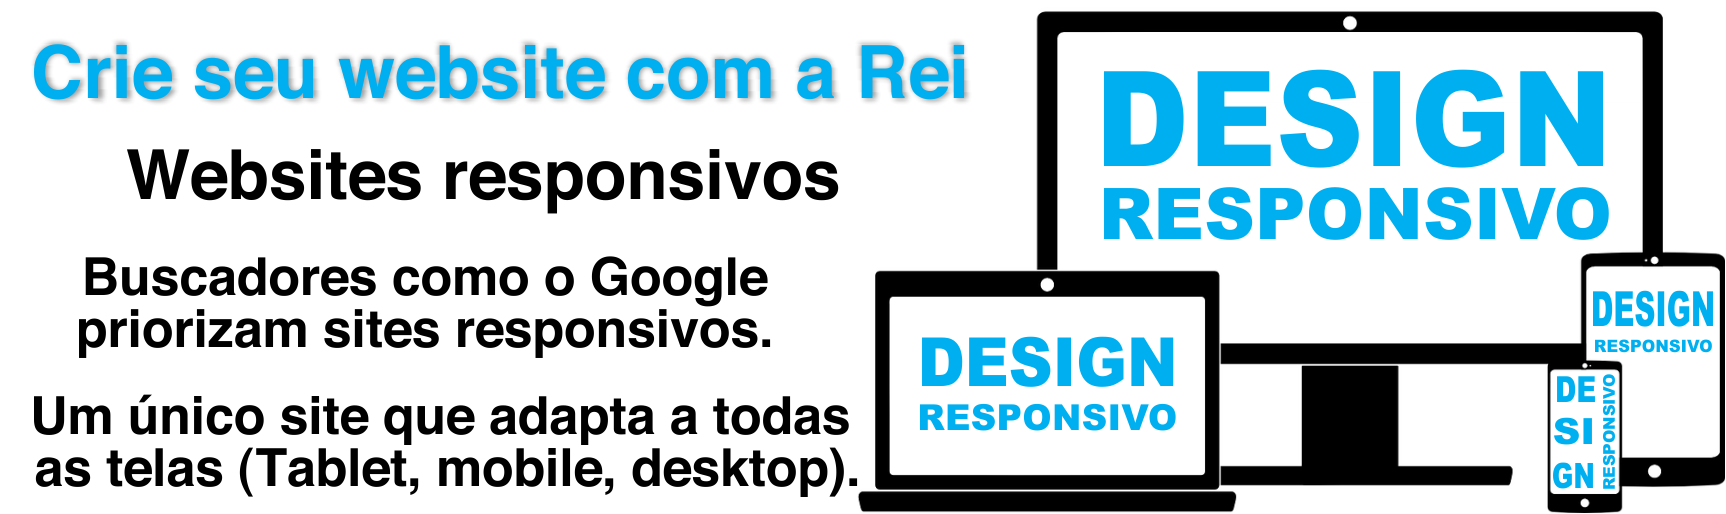 Crie seu website com a Rei
Websites responsivos
Buscadores como o Google
priorizam sites responsivos.
Um único site que adapta a todas
as telas (Tablet, mobile, desktop).
DESIGN
RESPONSIVO
DESIGN
RESPONSIVO
DESIGN
RESPONSIVO
DE
SI
GN
RESPONSIVO